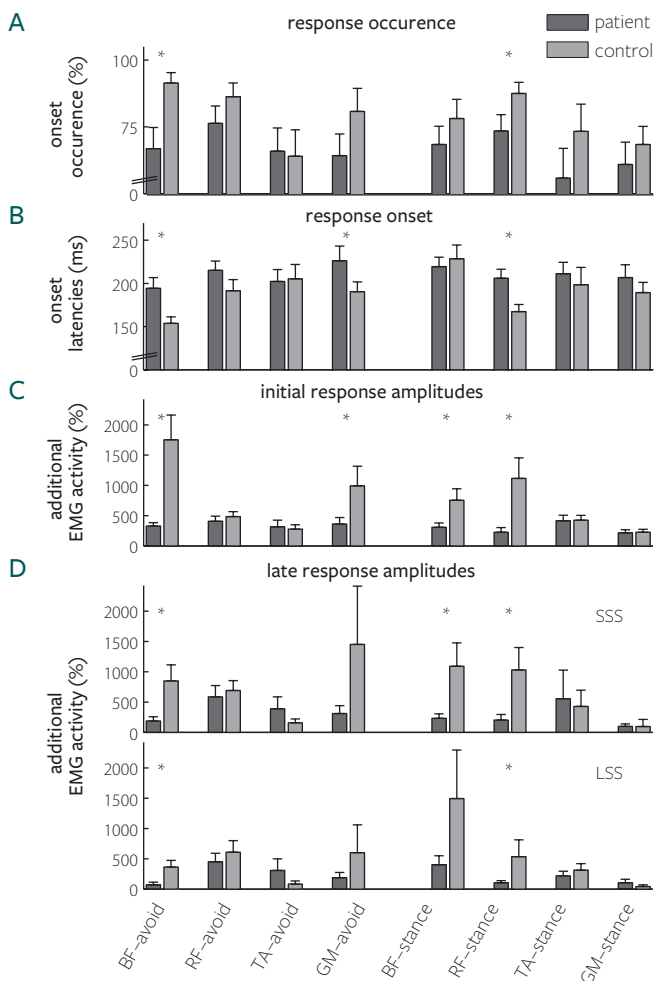 A
response occurence
patient
control
onset
occurence (%)
100
75
0
*
*
B
response onset
onset
latencies (ms)
250
200
150
0
*
*
*
C
initial response amplitudes
additional
EMG activity (%)
2000
1500
1000
500
0
*
*
*
*
D
late response amplitudes
additional
EMG activity (%)
2000
1500
1000
500
0
*
*
*
SSS
2000
1500
1000
500
0
*
*
LSS
BF-avoid
RF-avoid
TA-avoid
GM-avoid
BF-stance
RF-stance
TA-stance
GM-stance